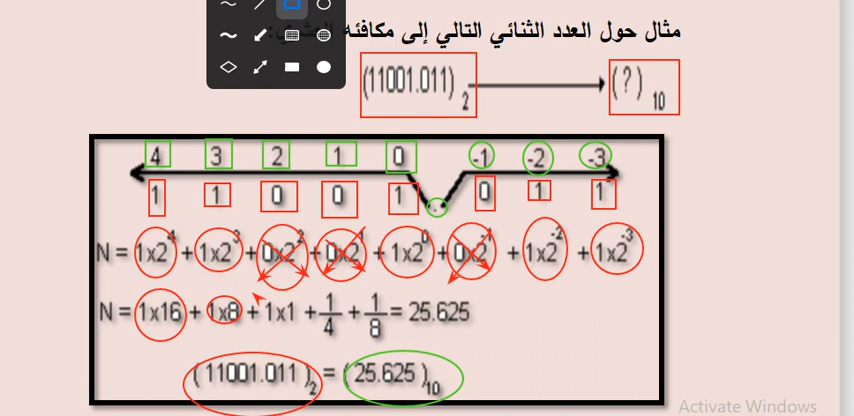 مثال حول العدد الثنائي التالي إلى مكافئه العشري:
(11001.011)₂ → (?)₁₀
4 3 2 1 0 -1 -2 -3
1 1 0 0 1 . 0 1 1
N = 1x2⁴ + 1x2³ + 0x2² + 0x2¹ + 1x2⁰ + 0x2⁻¹ + 1x2⁻² + 1x2⁻³
N = 1x16 + 1x8 + 1x1 + 1/4 + 1/8 = 25.625
(11001.011)₂ = (25.625)₁₀
Activate Windows